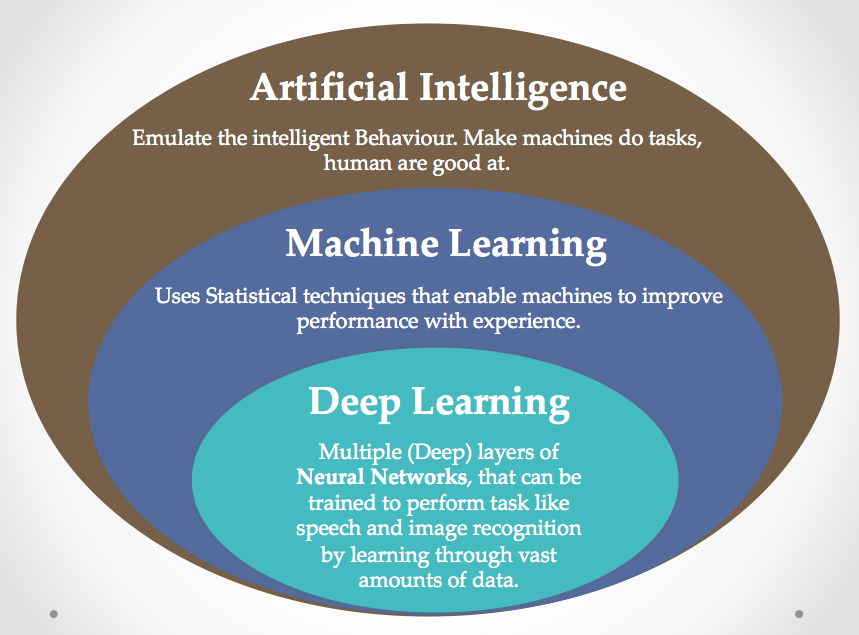 Artificial Intelligence
Emulate the intelligent Behaviour. Make machines do tasks,
human are good at.
Machine Learning
Uses Statistical techniques that enable machines to improve
performance with experience.
Deep Learning
Multiple (Deep) layers of
Neural Networks, that can be
trained to perform task like
speech and image recognition
by learning through vast
amounts of data.